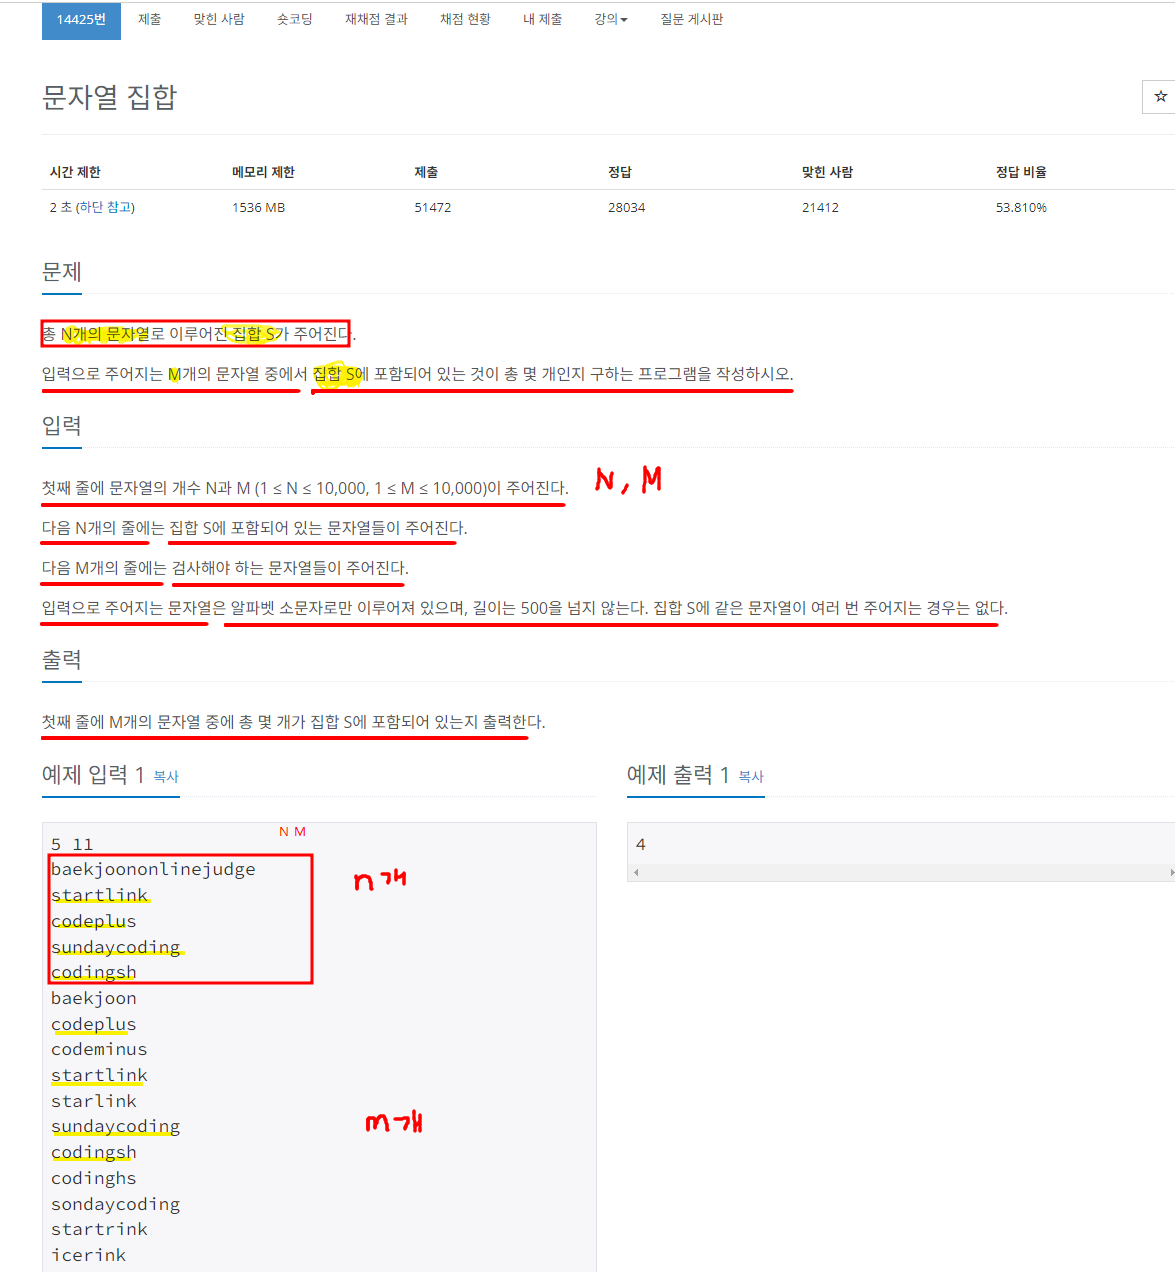 14425번 제출 맞힌 사람 숏코딩 재채점 결과 채점 현황 내 제출 강의 질문 게시판
문자열 집합
시간 제한 메모리 제한 제출 정답 맞힌 사람 정답 비율
2 초 (하단 참고) 1536 MB 51472 28034 21412 53.810%
문제
총 N개의 문자열로 이루어진 집합 S가 주어진다.
입력으로 주어지는 M개의 문자열 중에서 집합 S에 포함되어 있는 것이 총 몇 개인지 구하는 프로그램을 작성하시오.
입력
첫째 줄에 문자열의 개수 N과 M (1 ≤ N ≤ 10,000, 1 ≤ M ≤ 10,000)이 주어진다. N, M
다음 N개의 줄에는 집합 S에 포함되어 있는 문자열들이 주어진다.
다음 M개의 줄에는 검사해야 하는 문자열들이 주어진다.
입력으로 주어지는 문자열은 알파벳 소문자로만 이루어져 있으며, 길이는 500을 넘지 않는다. 집합 S에 같은 문자열이 여러 번 주어지는 경우는 없다.
출력
첫째 줄에 M개의 문자열 중에 총 몇 개가 집합 S에 포함되어 있는지 출력한다.
예제 입력 1 복사
N M
5 11
baekjoononlinejudge
startlink
n개
codeplus
sundaycoding
codingsh
baekjoon
codeplus
codeminus
startlink
starlink
sundaycoding
m개
codingsh
codinghs
sondaycoding
startrink
icerink
예제 출력 1 복사
4